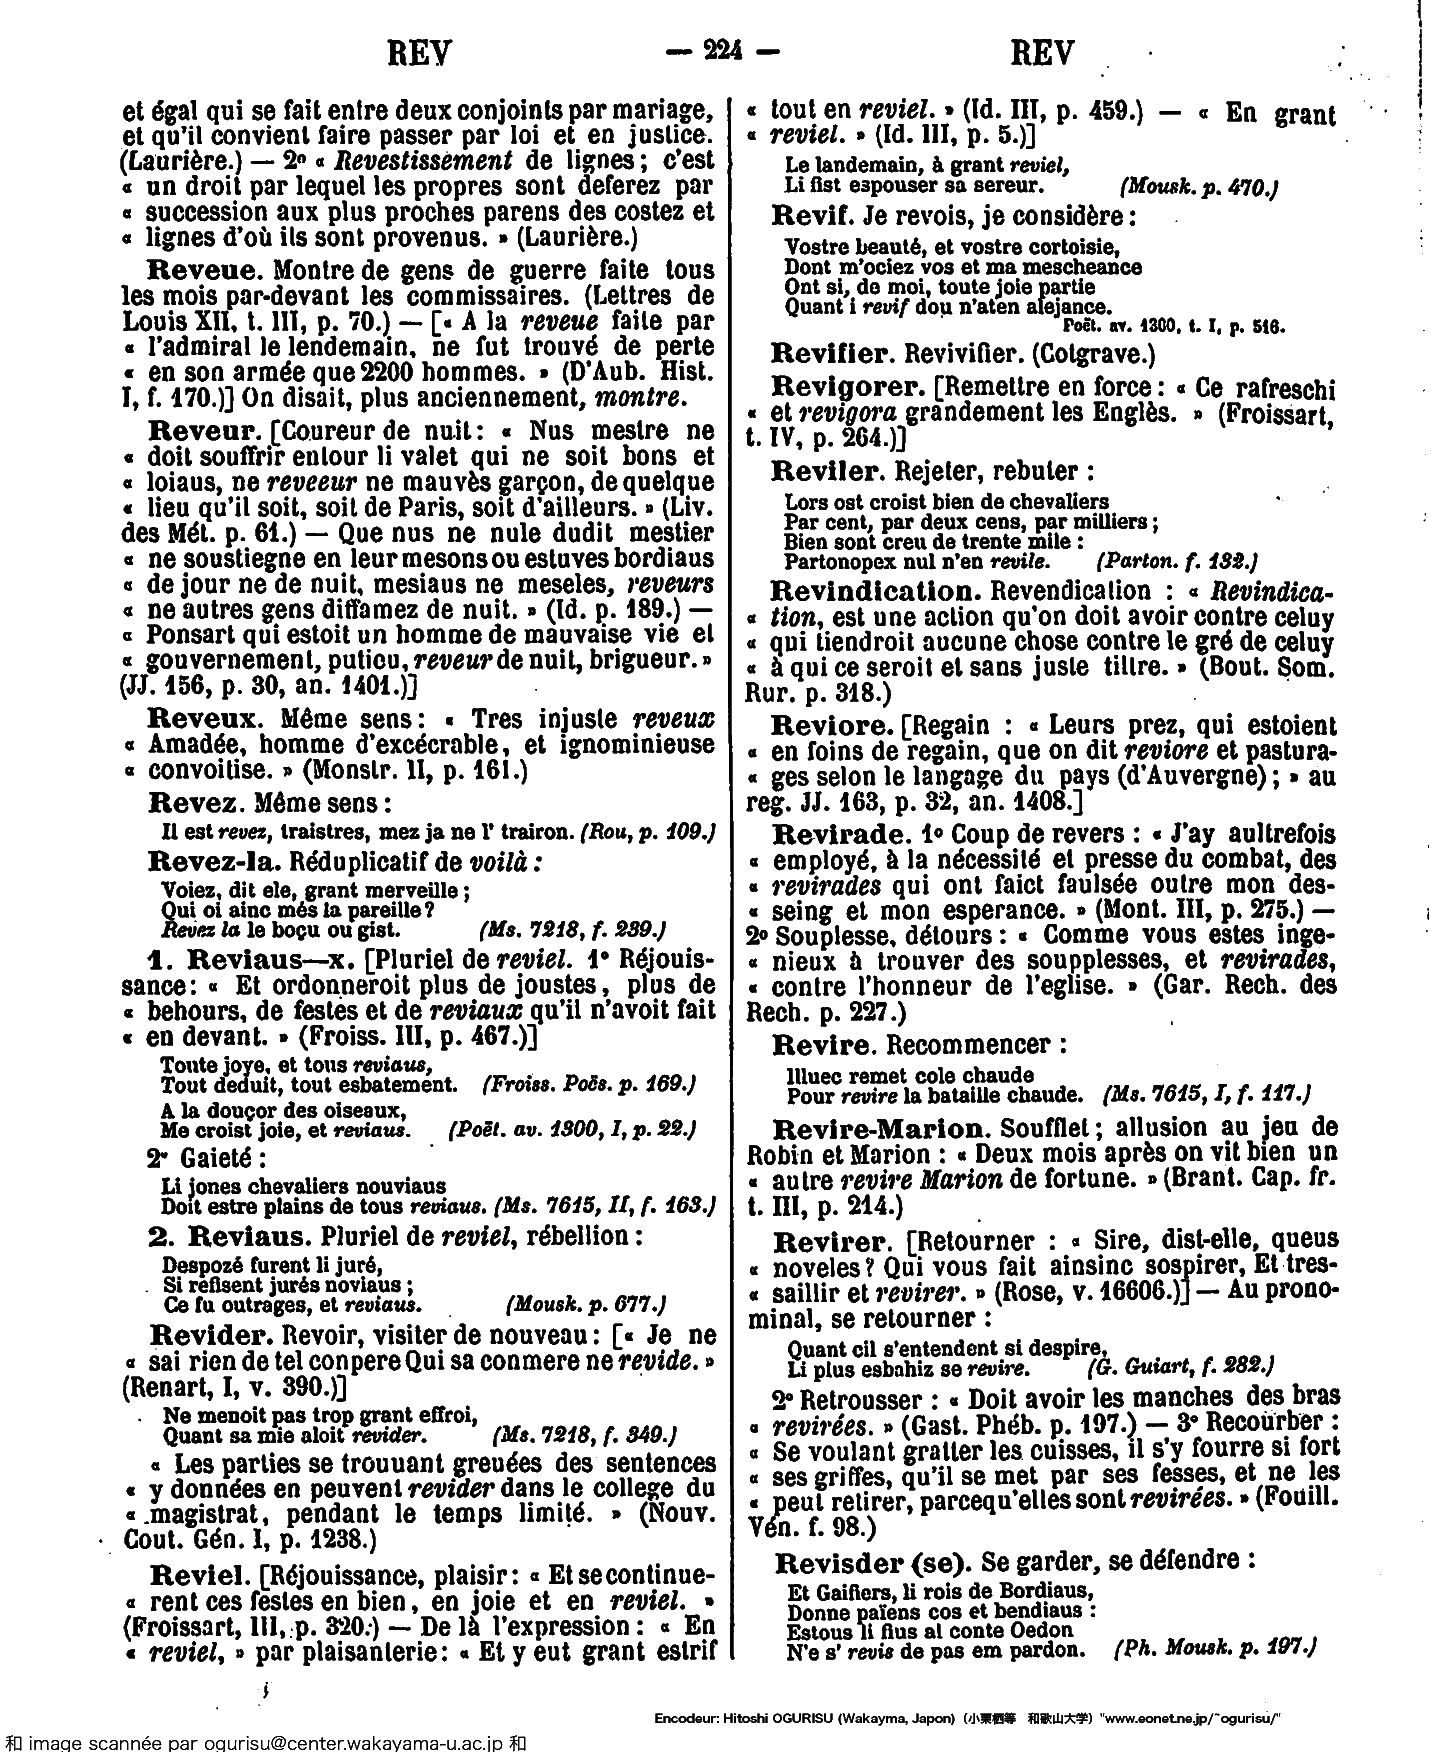 REV — 224 — REV
et égal qui se fait entre deux conjoints par mariage,
et qu'il convient faire passer par loi et en justice.
(Laurière.) — 2º « Revestissement de lignes ; c'est
« un droit par lequel les propres sont deferez par
« succession aux plus proches parens des costez et
« lignes d'où ils sont provenus. » (Laurière.)
Reveue. Montre de gens de guerre faite tous
les mois par-devant les commissaires. (Lettres de
Louis XII, t. III, p. 70.) — [« A la reveue faite par
« l'admiral le lendemain, ne fut trouvé de perte
« en son armée que 2200 hommes. » (D'Aub. Hist.
I, f. 170.)] On disait, plus anciennement, montre.
Reveur. [Coureur de nuit : « Nus mestre ne
« doit souffrir entour li valet qui ne soit bons et
« loiaus, ne reveeur ne mauvès garçon, de quelque
« lieu qu'il soit, soit de Paris, soit d'ailleurs. » (Liv.
des Mét. p. 61.) — Que nus ne nule dudit mestier
« ne soustiegne en leur mesons ou estuves bordiaus
« de jour ne de nuit, mesiaus ne meseles, reveurs
« ne autres gens diffamez de nuit. » (Id. p. 189.) —
« Ponsart qui estoit un homme de mauvaise vie et
« gouvernement, puticu, reveur de nuit, brigueur. »
(JJ. 156, p. 30, an. 1401.)]
Reveux. Même sens : « Tres injuste reveux
« Amadée, homme d'excécrable, et ignominieuse
« convoitise. » (Monstr. II, p. 161.)
Revez. Même sens :
Il est revez, traistres, mez ja ne l' trairon. (Rou, p. 109.)
Revez-la. Réduplicatif de voilà :
Voiez, dit ele, grant merveille ;
Qui oi ainc més la pareille ?
Revez la le boçu ou gist. (Ms. 7218, f. 239.)
1. Reviaus—x. [Pluriel de reviel. 1º Réjouis-
sance : « Et ordonneroit plus de joustes, plus de
« behours, de festes et de reviaux qu'il n'avoit fait
« en devant. » (Froiss. III, p. 467.)]
Toute joye, et tous reviaus,
Tout deduit, tout esbatement. (Froiss. Poës. p. 169.)
A la douçor des oiseaux,
Me croist joie, et reviaus. (Poët. av. 1300, I, p. 22.)
2º Gaieté :
Li jones chevaliers nouviaus
Doit estre plains de tous reviaus. (Ms. 7615, II, f. 163.)
2. Reviaus. Pluriel de reviel, rébellion :
Despozé furent li juré,
Si refisent jurés noviaus ;
Ce fu outrages, et reviaus. (Mousk. p. 677.)
Revider. Revoir, visiter de nouveau : [« Je ne
« sai rien de tel conpere Qui sa conmere ne revide. »
(Renart, I, v. 390.)]
Ne menoit pas trop grant effroi,
Quant sa mie aloit revider. (Ms. 7218, f. 349.)
« Les parties se trouuant greuées des sentences
« y données en peuvent revider dans le college du
« magistrat, pendant le temps limité. » (Nouv.
Cout. Gén. I, p. 1238.)
Reviel. [Réjouissance, plaisir : « Et se continue-
« rent ces festes en bien, en joie et en reviel. »
(Froissart, III, p. 320.) — De là l'expression : « En
« reviel, » par plaisanterie : « Et y eut grant estrif
« tout en reviel. » (Id. III, p. 459.) — « En grant
« reviel. » (Id. III, p. 5.)]
Le landemain, à grant reviel,
Li fist espouser sa sereur. (Mousk. p. 470.)
Revif. Je revois, je considère :
Vostre beauté, et vostre cortoisie,
Dont m'ociez vos et ma mescheance
Ont si, de moi, toute joie partie
Quant i revif dou n'aten alejance.
Poët. av. 1300, t. I, p. 516.
Revifier. Revivifier. (Cotgrave.)
Revigorer. [Remettre en force : « Ce rafreschi
« et revigora grandement les Englès. » (Froissart,
t. IV, p. 264.)]
Reviler. Rejeter, rebuter :
Lors ost croist bien de chevaliers
Par cent, par deux cens, par milliers ;
Bien sont creu de trente mile :
Partonopex nul n'en revile. (Parton. f. 132.)
Revindication. Revendication : « Revindica-
« tion, est une action qu'on doit avoir contre celuy
« qui tiendroit aucune chose contre le gré de celuy
« à qui ce seroit et sans juste tiltre. » (Bout. Som.
Rur. p. 318.)
Reviore. [Regain : « Leurs prez, qui estoient
« en foins de regain, que on dit reviore et pastura-
« ges selon le langage du pays (d'Auvergne) ; » au
reg. JJ. 163, p. 32, an. 1408.]
Revirade. 1º Coup de revers : « J'ay aultrefois
« employé, à la nécessité et presse du combat, des
« revirades qui ont faict faulsée outre mon des-
« seing et mon esperance. » (Mont. III, p. 275.) —
2º Souplesse, détours : « Comme vous estes inge-
« nieux à trouver des soupplesses, et revirades,
« contre l'honneur de l'eglise. » (Gar. Rech. des
Rech. p. 227.)
Revire. Recommencer :
Illuec remet cole chaude
Pour revire la bataille chaude. (Ms. 7615, I, f. 117.)
Revire-Marion. Soufflet ; allusion au jeu de
Robin et Marion : « Deux mois après on vit bien un
« autre revire Marion de fortune. » (Brant. Cap. fr.
t. III, p. 214.)
Revirer. [Retourner : « Sire, dist-elle, queus
« noveles ? Qui vous fait ainsinc sospirer, Et tres-
« saillir et revirer. » (Rose, v. 16606.)] — Au prono-
minal, se retourner :
Quant cil s'entendent si despire,
Li plus esbahiz se revire. (G. Guiart, f. 282.)
2º Retrousser : « Doit avoir les manches des bras
« revirées. » (Gast. Phéb. p. 197.) — 3º Recourber :
« Se voulant gratter les cuisses, il s'y fourre si fort
« ses griffes, qu'il se met par ses fesses, et ne les
« peut retirer, parcequ'elles sont revirées. » (Fouill.
Vén. f. 98.)
Revisder (se). Se garder, se défendre :
Et Gaifiers, li rois de Bordiaus,
Donne païens cos et bendiaus :
Estous li fius al conte Oedon
N'e s' revis de pas em pardon. (Ph. Mousk. p. 197.)
Encodeur: Hitoshi OGURISU (Wakayma, Japon) (小栗栖等 和歌山大学) "www.eonet.ne.jp/~ogurisu/"
和 image scannée par ogurisu@center.wakayama-u.ac.jp 和